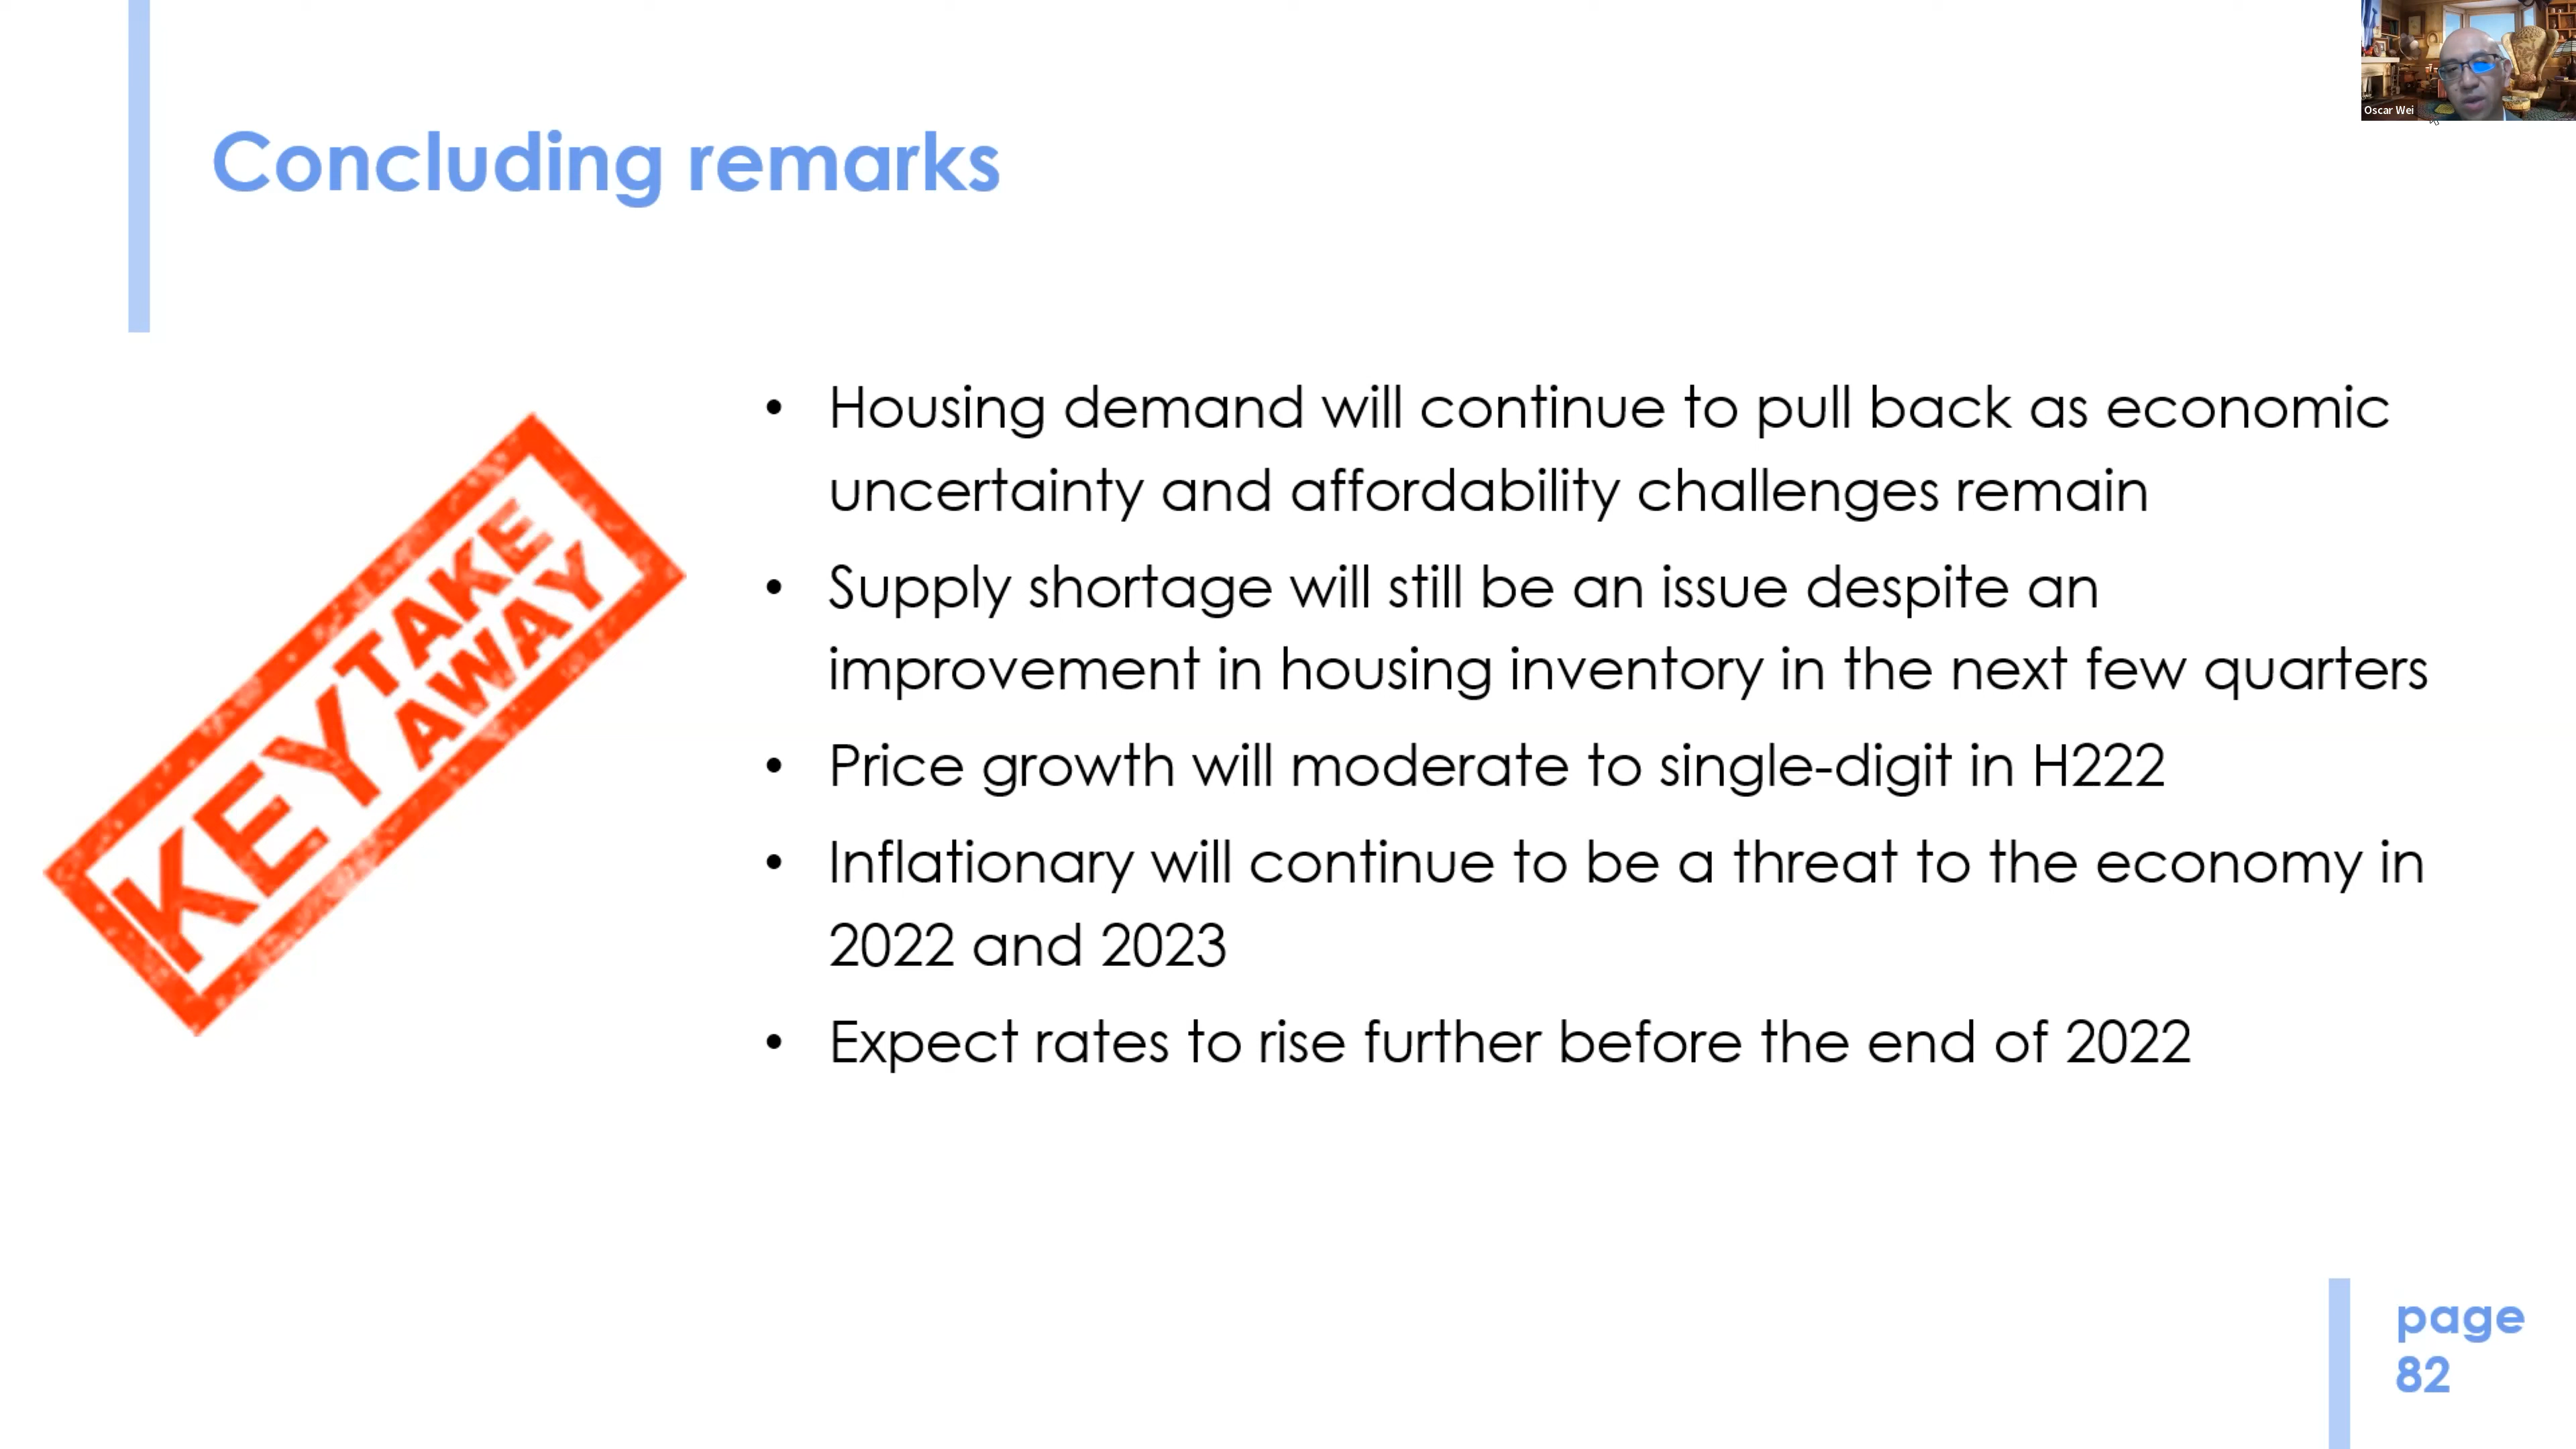 Oscar Wei
Concluding remarks
KEY TAKE
AWAY
• Housing demand will continue to pull back as economic
uncertainty and affordability challenges remain
• Supply shortage will still be an issue despite an
improvement in housing inventory in the next few quarters
• Price growth will moderate to single-digit in H222
• Inflationary will continue to be a threat to the economy in
2022 and 2023
• Expect rates to rise further before the end of 2022
page
82